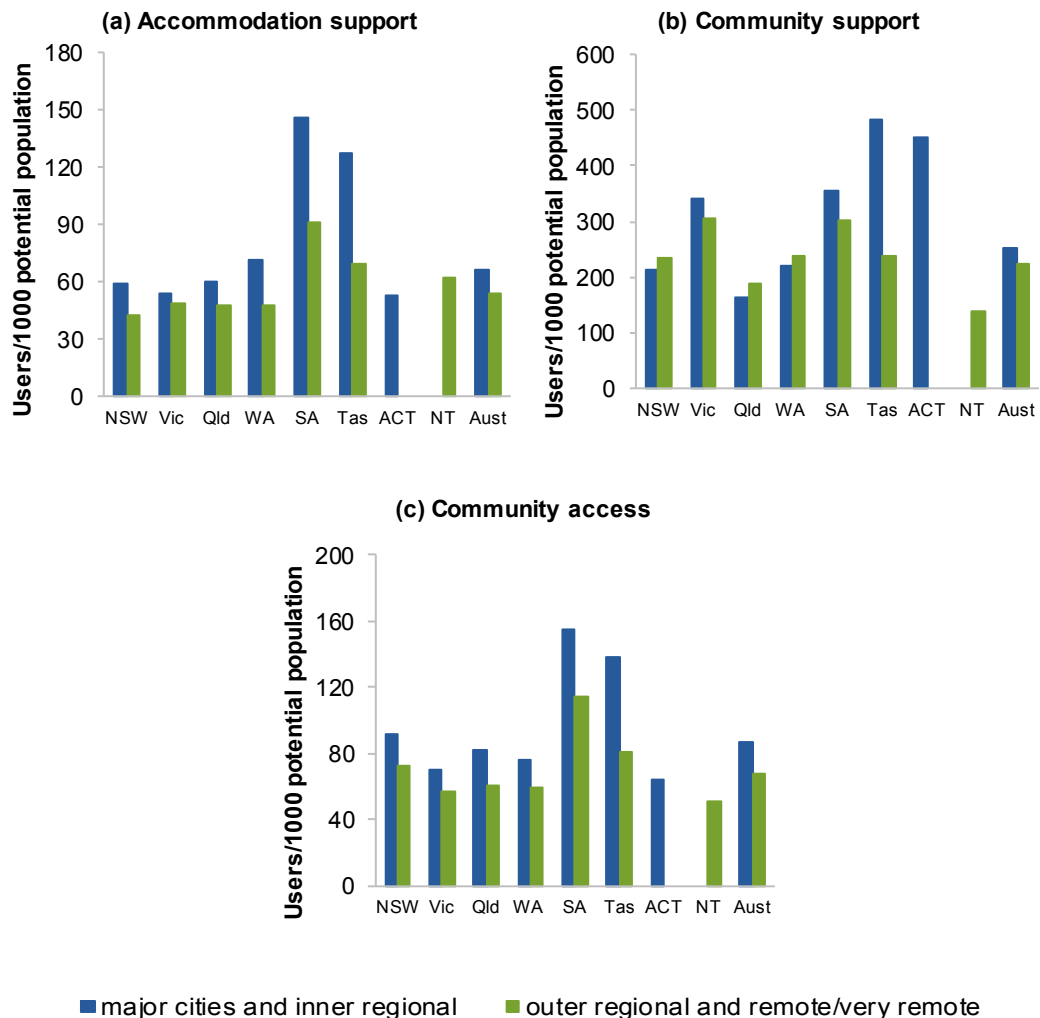 (a) Accommodation support
Users/1000 potential population
180
150
120
90
60
30
0
NSW Vic Qld WA SA Tas ACT NT Aust
(b) Community support
Users/1000 potential population
600
500
400
300
200
100
0
NSW Vic Qld WA SA Tas ACT NT Aust
(c) Community access
Users/1000 potential population
200
160
120
80
40
0
NSW Vic Qld WA SA Tas ACT NT Aust
major cities and inner regional
outer regional and remote/very remote